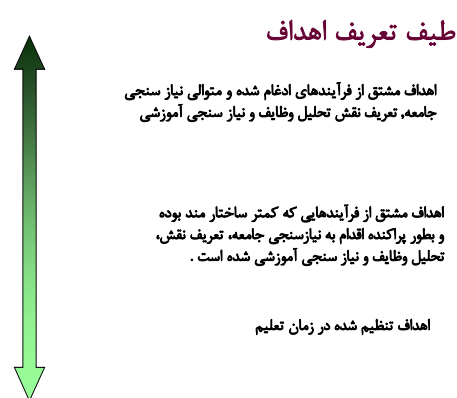 طیف تعریف اهداف
اهداف مشتق از فرآیندهای ادغام شده و متوالی نیاز سنجی
جامعه, تعریف نقش تحلیل وظایف و نیاز سنجی آموزشی
اهداف مشتق از فرآیندهایی که کمتر ساختار مند بوده
و بطور پراکنده اقدام به نیازسنجی جامعه، تعریف نقش،
تحلیل وظایف و نیاز سنجی آموزشی شده است .
اهداف تنظیم شده در زمان تعلیم